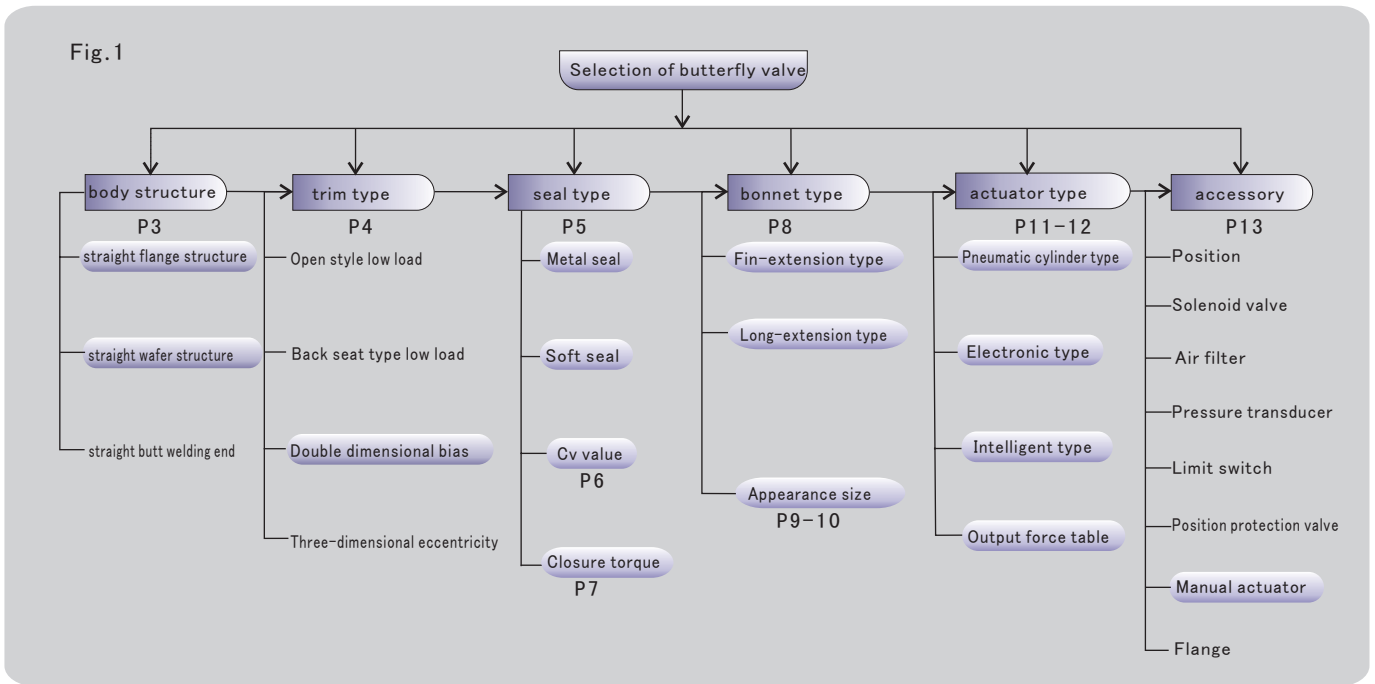 Fig.1
Selection of butterfly valve
body structure
P3
straight flange structure
straight wafer structure
straight butt welding end
trim type
P4
Open style low load
Back seat type low load
Double dimensional bias
Three-dimensional eccentricity
seal type
P5
Metal seal
Soft seal
Cv value
P6
Closure torque
P7
bonnet type
P8
Fin-extension type
Long-extension type
Appearance size
P9-10
actuator type
P11-12
Pneumatic cylinder type
Electronic type
Intelligent type
Output force table
accessory
P13
Position
Solenoid valve
Air filter
Pressure transducer
Limit switch
Position protection valve
Manual actuator
Flange